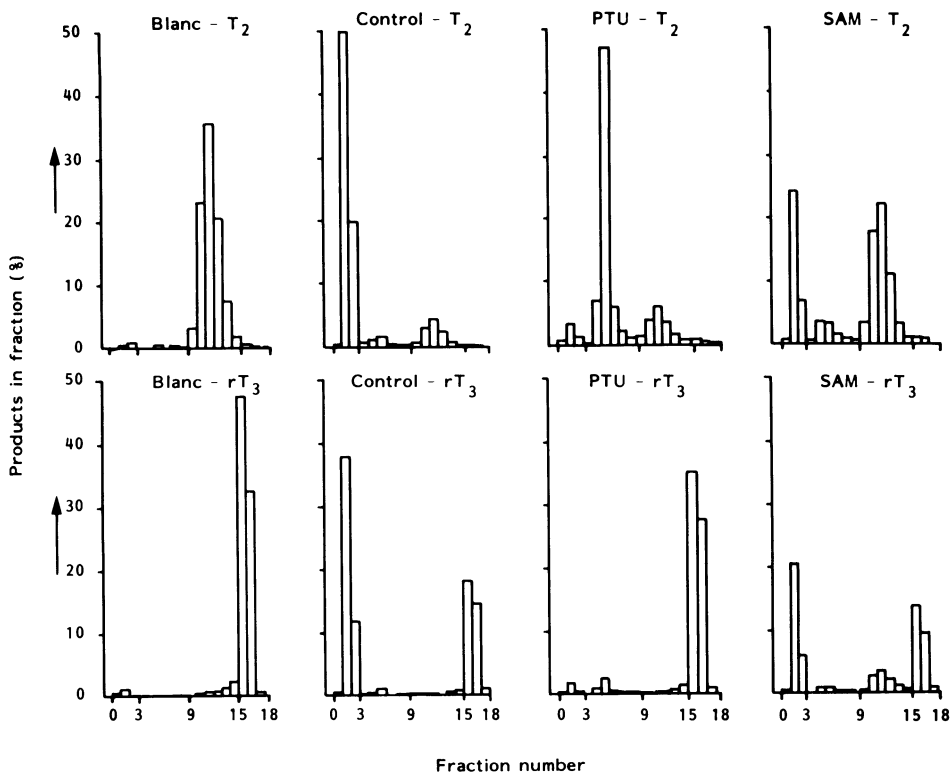 Blanc - T2
Control - T2
PTU - T2
SAM - T2
50
40
30
20
10
0
Blanc - rT3
Control - rT3
PTU - rT3
SAM - rT3
50
40
30
20
10
0
0 3 9 15 18
0 3 9 15 18
0 3 9 15 18
0 3 9 15 18
Products in fraction (%)
Fraction number